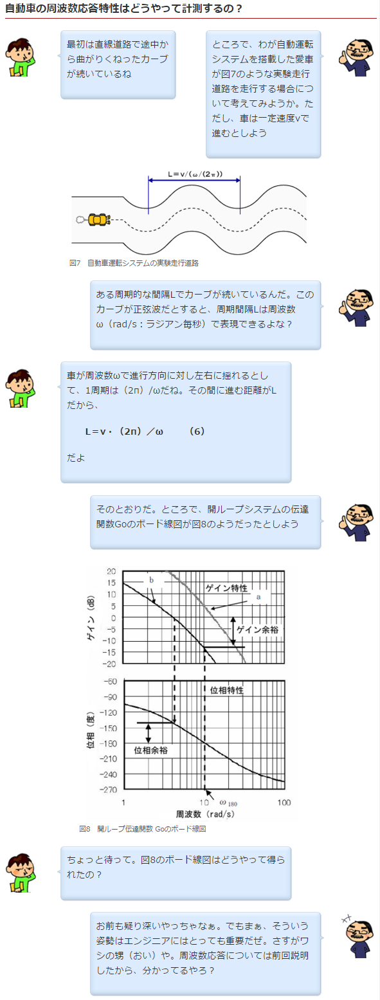 自動車の周波数応答特性はどうやって計測するの？
最初は直線道路で途中か
ら曲がりくねったカーブ
が続いているね
ところで、わが自動運転
システムを搭載した愛車
が図7のような実験走行
道路を走行する場合につ
いて考えてみようか。た
だし、車は一定速度vで
進むとしよう
L＝v/(ω/(2π))
図7　自動車運転システムの実験走行道路
ある周期的な間隔Lでカーブが続いているんだ。この
カーブが正弦波だとすると、周期間隔Lは周波数
ω（rad/s：ラジアン毎秒）で表現できるよな？
車が周波数ωで進行方向に対し左右に揺れるとし
て、1周期は（2π）/ωだね。その間に進む距離がL
だから、
L＝v・（2π）／ω　　（6）
だよ
そのとおりだ。ところで、開ループシステムの伝達
関数Goのボード線図が図8のようだったとしよう
20
15
10
5
0
-5
-10
-15
-20
ゲイン（dB）
b
ゲイン特性
a
ゲイン余裕
-60
-90
-120
-150
-180
-210
-240
-270
位相（度）
位相特性
位相余裕
1
10
ω180
100
周波数（rad/s）
図8　開ループ伝達関数 Goのボード線図
ちょっと待って。図8のボード線図はどうやって得ら
れたの？
お前も疑り深いやっちゃなぁ。でもまぁ、そういう
姿勢はエンジニアにはとっても重要だぜ。さすがワ
シの甥（おい）や。周波数応答については前回説明
したから、分かってるやろ？